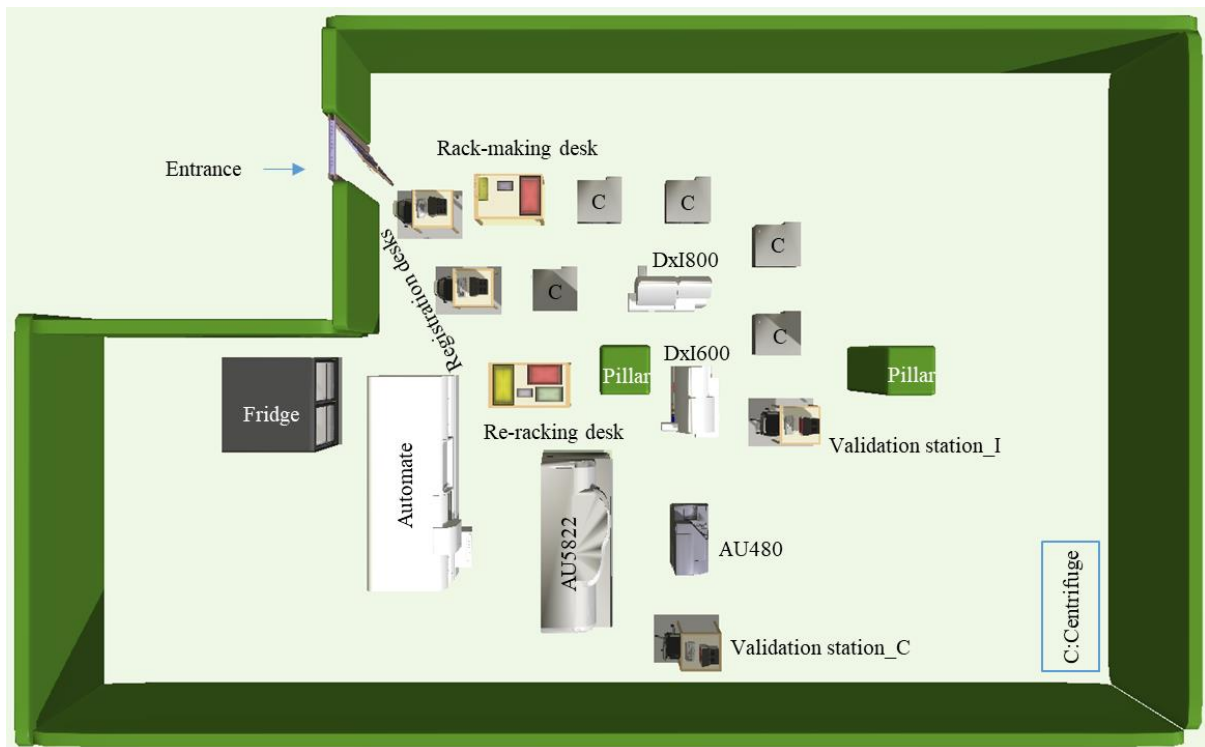 Rack-making desk
Entrance
C
C
C
DxI800
Registration desks
C
DxI600
C
Pillar
Pillar
Fridge
Re-racking desk
Validation station_I
Automate
AU5822
AU480
Validation station_C
C:Centrifuge